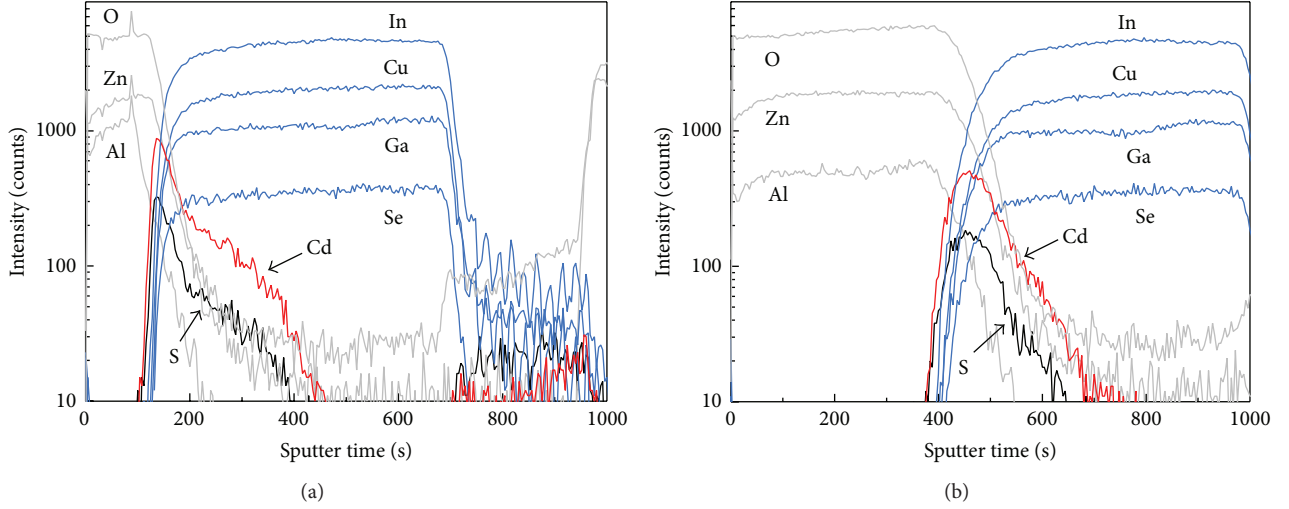 O
Zn
Al
In
Cu
Ga
Se
Cd
S
Intensity (counts)
1000
100
10
0 200 400 600 800 1000
Sputter time (s)
(a)
O
Zn
Al
In
Cu
Ga
Se
Cd
S
Intensity (counts)
1000
100
10
0 200 400 600 800 1000
Sputter time (s)
(b)